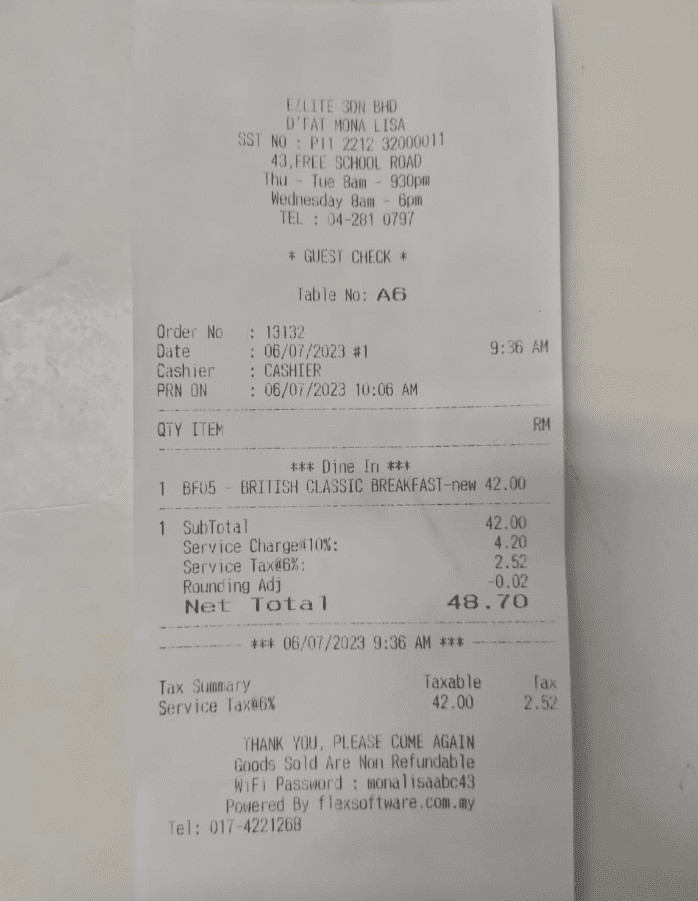 EZLITE SDN BHD
D'TAT MONA LISA
SST NO : P11 2212 32000011
43,FREE SCHOOL ROAD
Thu - Tue 8am - 930pm
Wednesday 8am - 6pm
TEL : 04-281 0797
* GUEST CHECK *
Table No: A6
Order No : 13132
Date : 06/07/2023 #1 9:36 AM
Cashier : CASHIER
PRN ON : 06/07/2023 10:06 AM
QTY ITEM RM
*** Dine In ***
1 BF05 - BRITISH CLASSIC BREAKFAST-new 42.00
1 SubTotal 42.00
Service Charge@10%: 4.20
Service Tax@6%: 2.52
Rounding Adj -0.02
Net Total 48.70
*** 06/07/2023 9:36 AM ***
Tax Summary Taxable Tax
Service Tax@6% 42.00 2.52
THANK YOU, PLEASE COME AGAIN
Goods Sold Are Non Refundable
WiFi Password : monalisaabc43
Powered By flexsoftware.com.my
Tel: 017-4221268